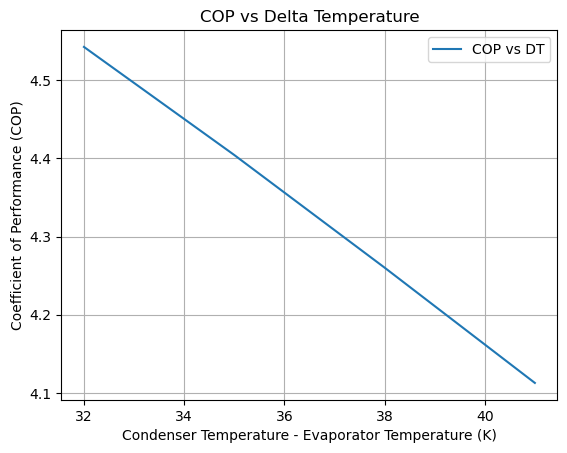 COP vs Delta Temperature
COP vs DT
Coefficient of Performance (COP)
4.5
4.4
4.3
4.2
4.1
32 34 36 38 40
Condenser Temperature - Evaporator Temperature (K)